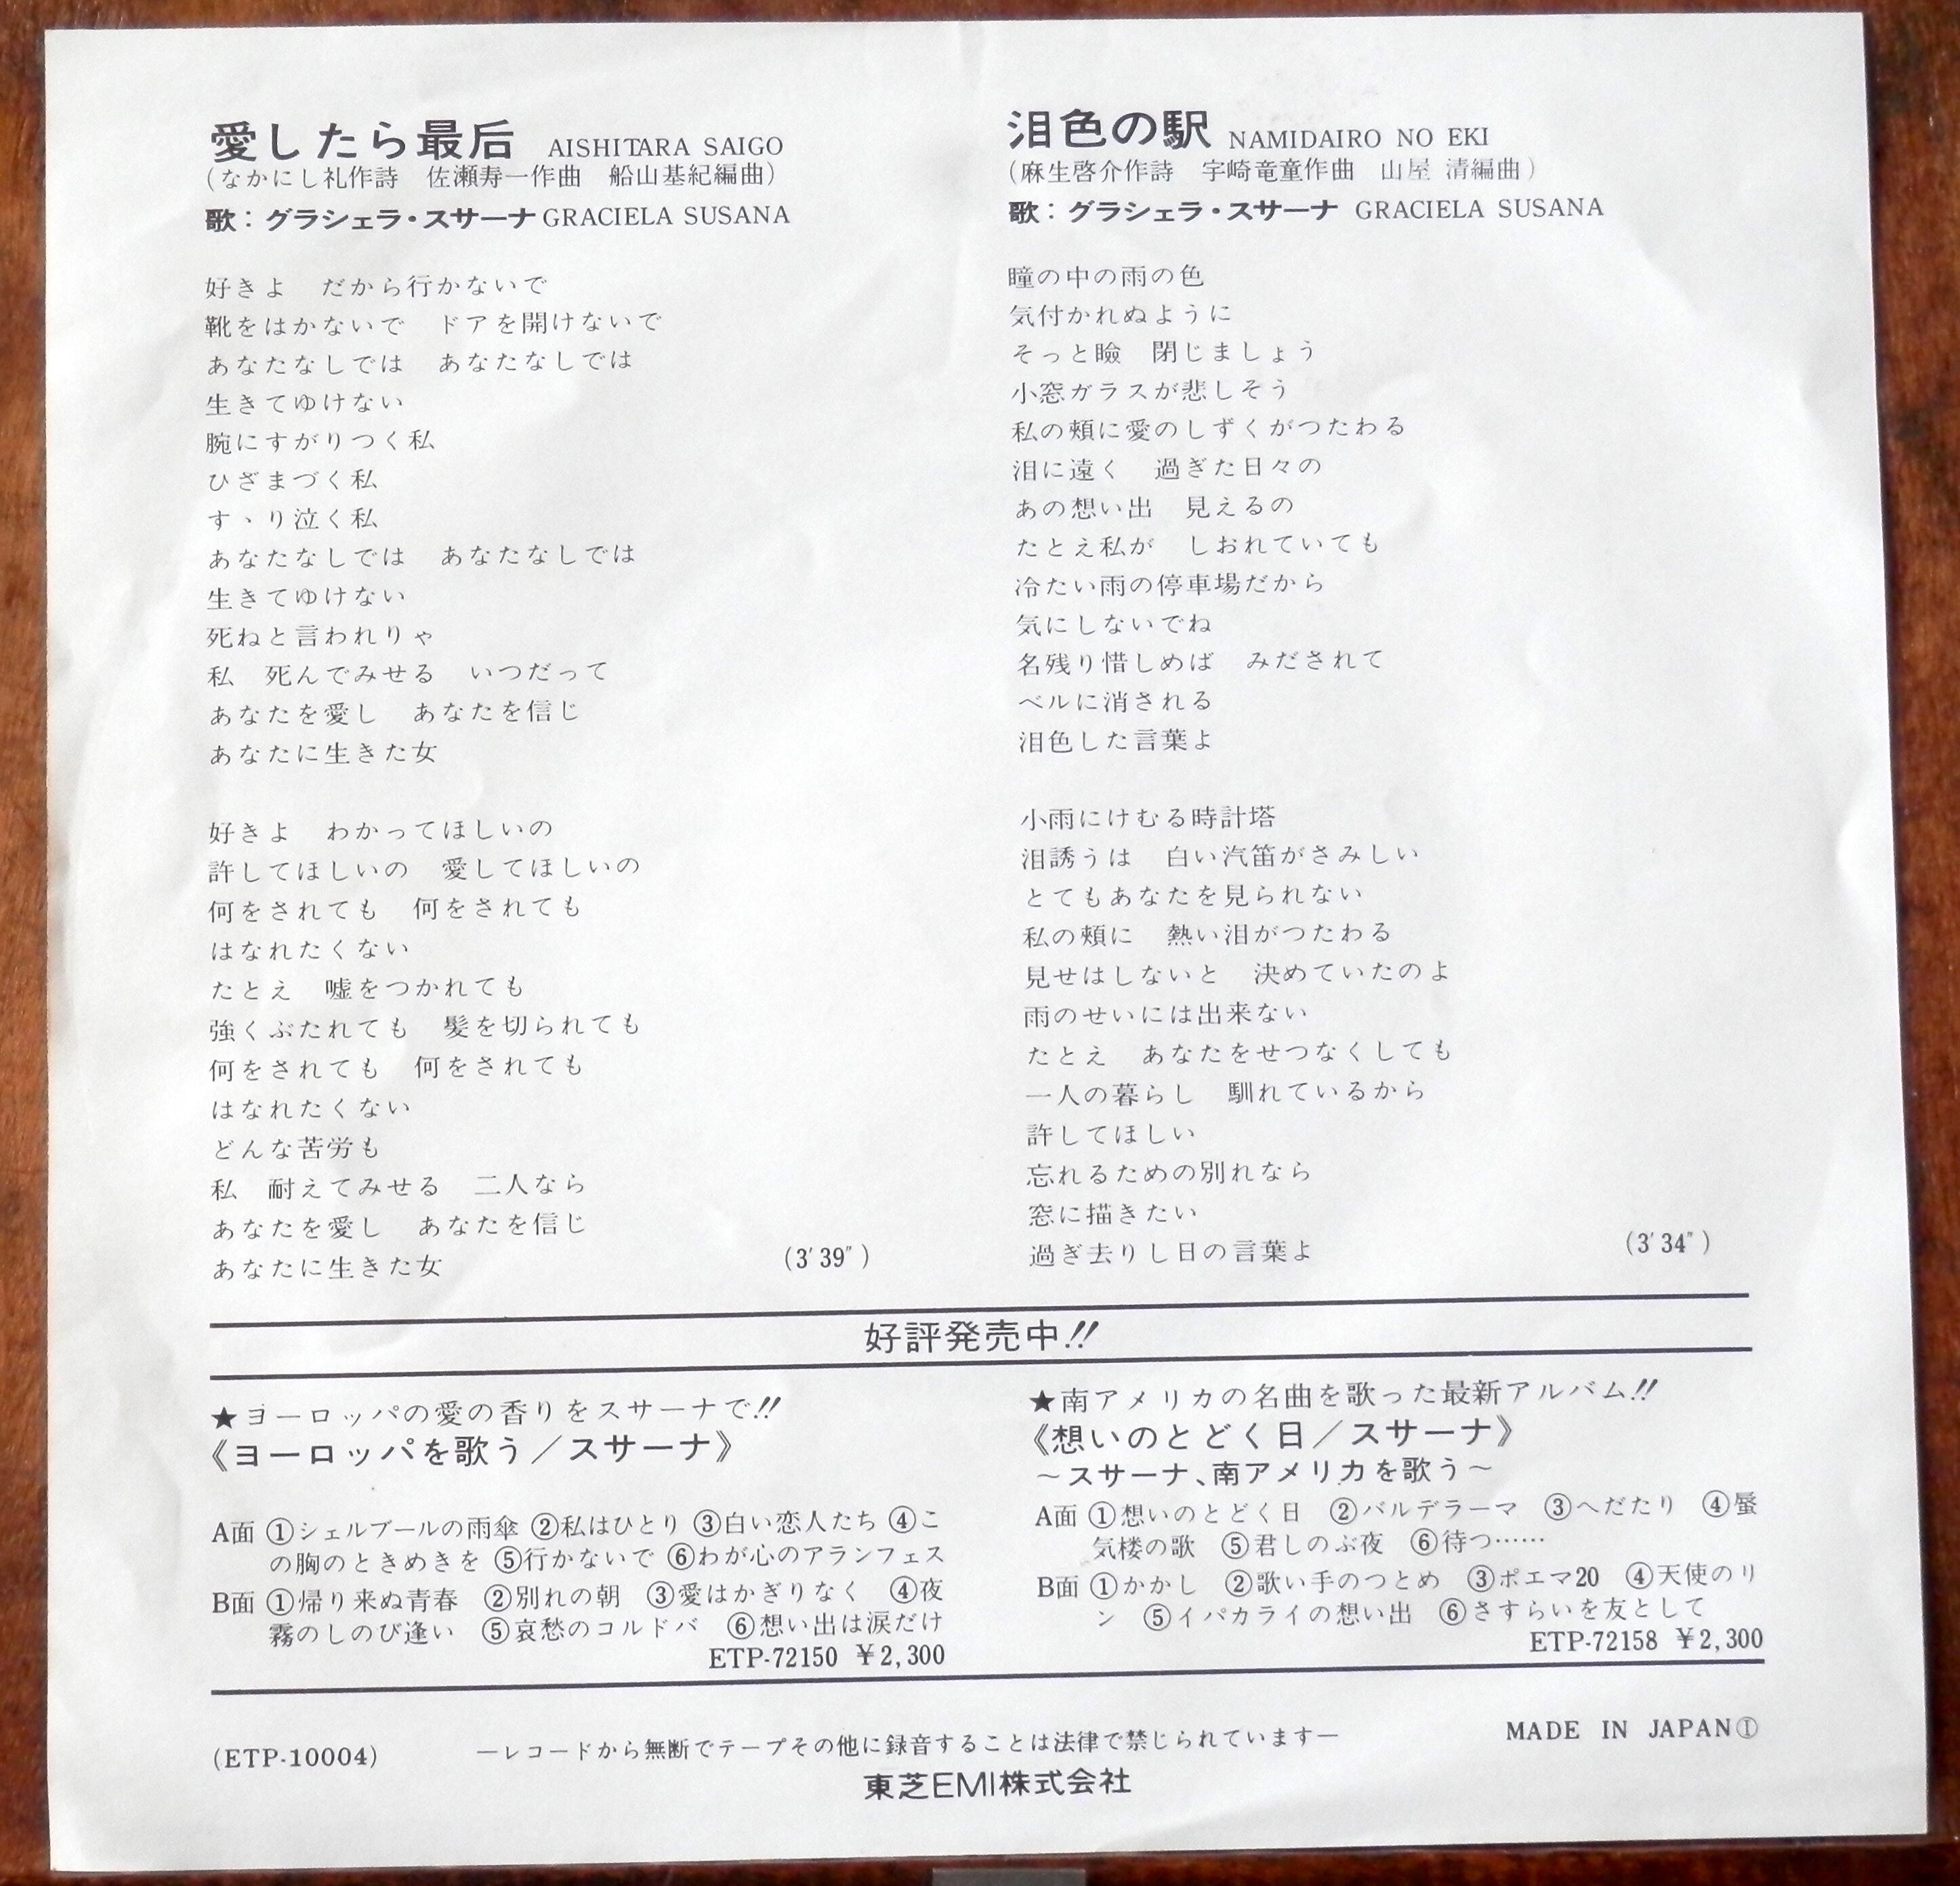 愛したら最后　AISHITARA SAIGO
(なかにし礼作詩　佐瀬寿一作曲　船山基紀編曲)
歌：グラシェラ・スサーナ GRACIELA SUSANA
好きよ　だから行かないで
靴をはかないで　ドアを開けないで
あなたなしでは　あなたなしでは
生きてゆけない
腕にすがりつく私
ひざまづく私
すゝり泣く私
あなたなしでは　あなたなしでは
生きてゆけない
死ねと言われりゃ
私　死んでみせる　いつだって
あなたを愛し　あなたを信じ
あなたに生きた女
好きよ　わかってほしいの
許してほしいの　愛してほしいの
何をされても　何をされても
はなれたくない
たとえ　嘘をつかれても
強くぶたれても　髪を切られても
何をされても　何をされても
はなれたくない
どんな苦労も
私　耐えてみせる　二人なら
あなたを愛し　あなたを信じ
あなたに生きた女
(3′39″)
泪色の駅　NAMIDAIRO NO EKI
(麻生啓介作詩　宇崎竜童作曲　山屋 清編曲)
歌：グラシェラ・スサーナ GRACIELA SUSANA
瞳の中の雨の色
気付かれぬように
そっと瞼　閉じましょう
小窓ガラスが悲しそう
私の頬に愛のしずくがつたわる
泪に遠く　過ぎた日々の
あの想い出　見えるの
たとえ私が　しおれていても
冷たい雨の停車場だから
気にしないでね
名残り惜しめば　みだされて
ベルに消される
泪色した言葉よ
小雨にけむる時計塔
泪誘うは　白い汽笛がさみしい
とてもあなたを見られない
私の頬に　熱い泪がつたわる
見せはしないと　決めていたのよ
雨のせいには出来ない
たとえ　あなたをせつなくしても
一人の暮らし　馴れているから
許してほしい
忘れるための別れなら
窓に描きたい
過ぎ去りし日の言葉よ
(3′34″)
好評発売中!!
★ヨーロッパの愛の香りをスサーナで!!
《ヨーロッパを歌う／スサーナ》
A面 ①シェルブールの雨傘 ②私はひとり ③白い恋人たち ④こ
の胸のときめきを ⑤行かないで ⑥わが心のアランフェス
B面 ①帰り来ぬ青春 ②別れの朝 ③愛はかぎりなく ④夜
霧のしのび逢い ⑤哀愁のコルドバ ⑥想い出は涙だけ
ETP-72150 ￥2,300
★南アメリカの名曲を歌った最新アルバム!!
《想いのとどく日／スサーナ》
～スサーナ、南アメリカを歌う～
A面 ①想いのとどく日 ②バルデラーマ ③へだたり ④蜃
気楼の歌 ⑤君しのぶ夜 ⑥待つ……
B面 ①かかし ②歌い手のつとめ ③ポエマ20 ④天使のリ
ン ⑤イパカライの想い出 ⑥さすらいを友として
ETP-72158 ￥2,300
(ETP-10004)
―レコードから無断でテープその他に録音することは法律で禁じられています―
MADE IN JAPAN①
東芝EMI株式会社